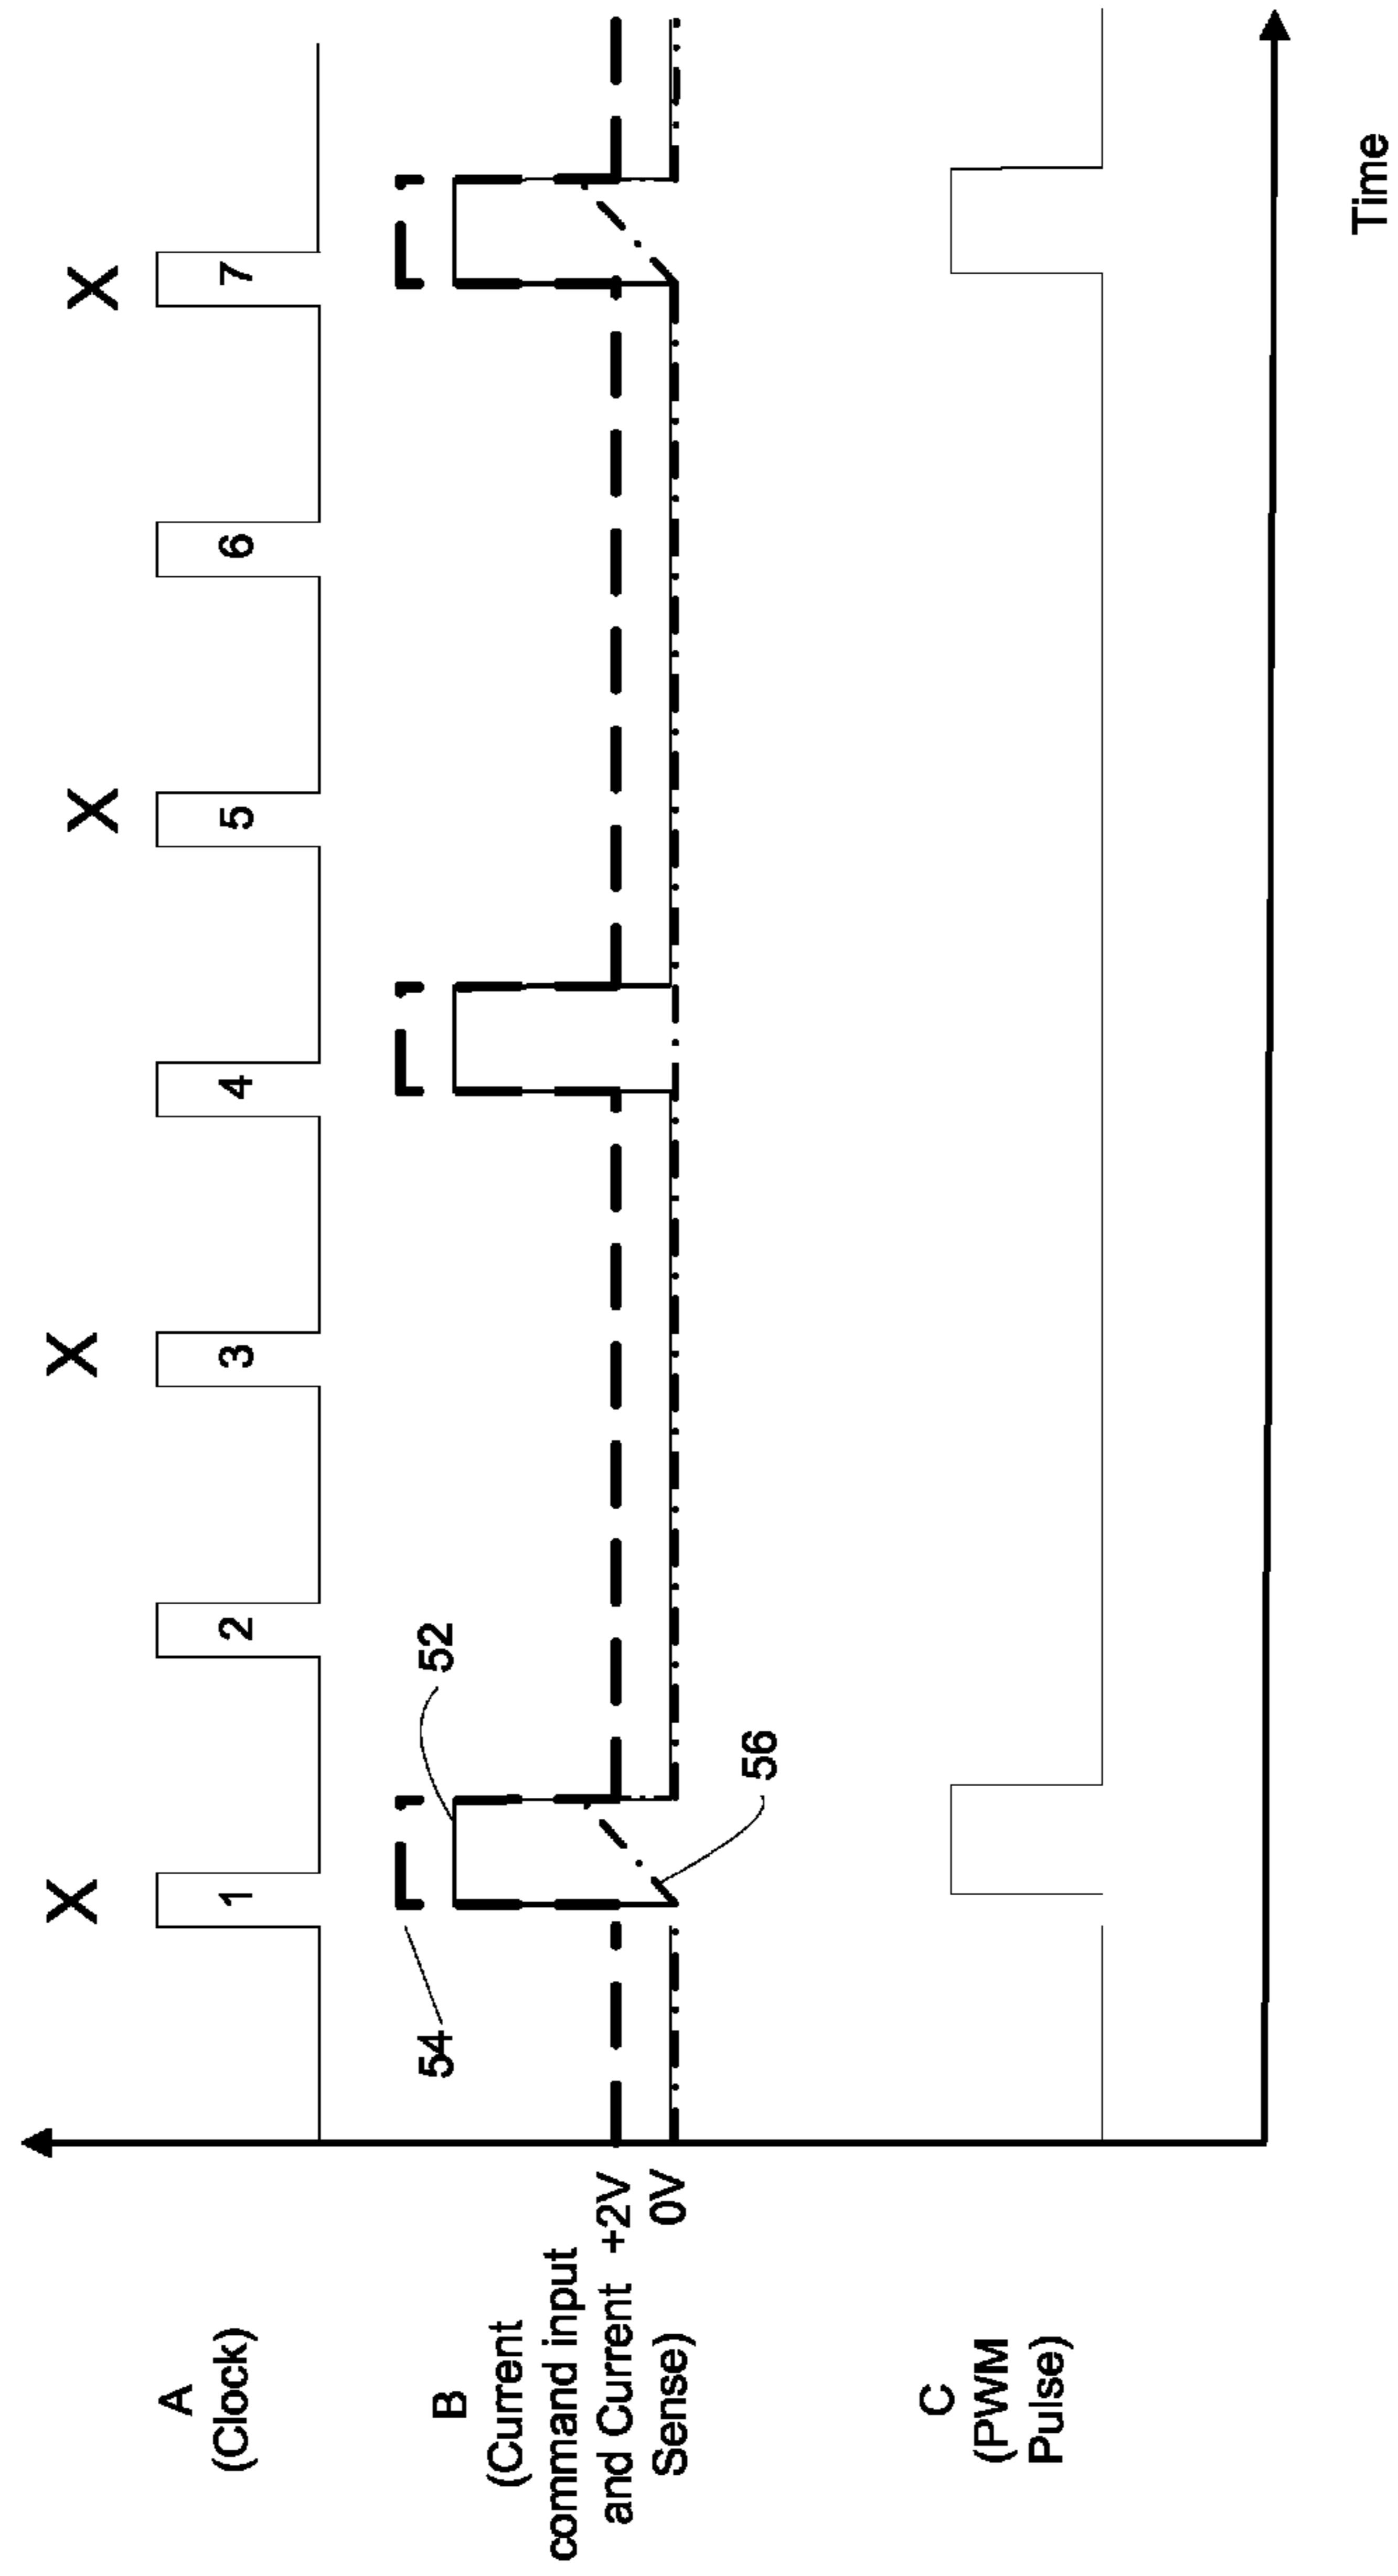 X X X X
1 2 3 4 5 6 7
A
(Clock)
54
52
56
B
(Current
command input
and Current
Sense)
+2V
0V
C
(PWM
Pulse)
Time